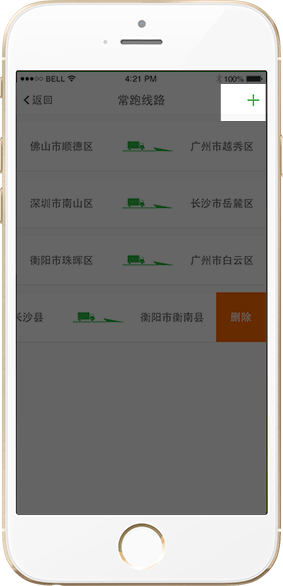 BELL 4:21 PM 100%
返回 常跑线路 +
佛山市顺德区 广州市越秀区
深圳市南山区 长沙市岳麓区
衡阳市珠晖区 广州市白云区
长沙县 衡阳市衡南县 删除